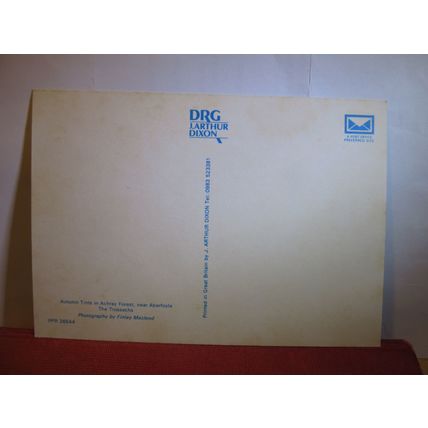 DRG
J.ARTHUR
DIXON
A POST OFFICE
PREFERRED SIZE
Printed in Great Britain by J. ARTHUR DIXON Tel: 0983 523381
Autumn Tints in Achray Forest, near Aberfoyle
The Trossachs
Photography by Finlay Macleod